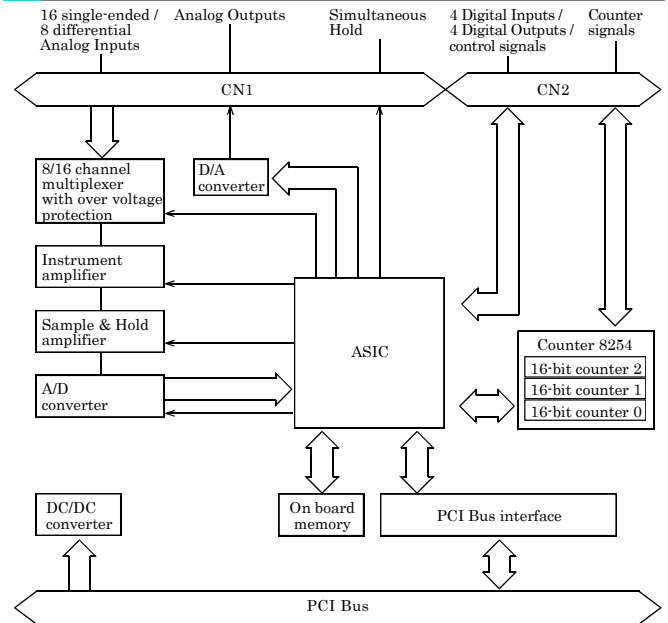 16 single-ended /
8 differential
Analog Inputs
Analog Outputs
Simultaneous
Hold
4 Digital Inputs /
4 Digital Outputs /
control signals
Counter
signals
CN1
CN2
8/16 channel
multiplexer
with over voltage
protection
D/A
converter
Instrument
amplifier
Sample & Hold
amplifier
A/D
converter
ASIC
Counter 8254
16-bit counter 2
16-bit counter 1
16-bit counter 0
DC/DC
converter
On board
memory
PCI Bus interface
PCI Bus